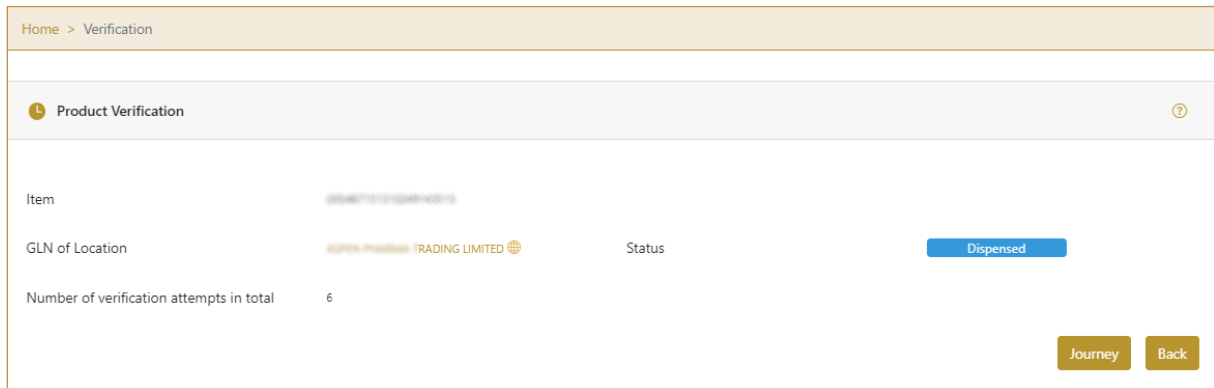 Home > Verification
Product Verification
Item
GLN of Location
TRADING LIMITED
Status
Dispensed
Number of verification attempts in total
6
Journey
Back